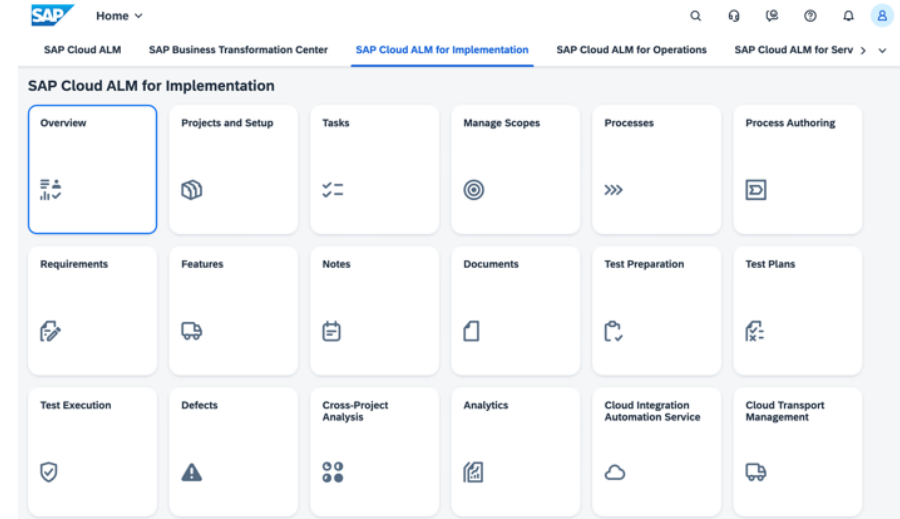 SAP Home
SAP Cloud ALM SAP Business Transformation Center SAP Cloud ALM for Implementation SAP Cloud ALM for Operations SAP Cloud ALM for Serv
SAP Cloud ALM for Implementation
Overview Projects and Setup Tasks Manage Scopes Processes Process Authoring
Requirements Features Notes Documents Test Preparation Test Plans
Test Execution Defects Cross-Project Analytics Cloud Integration Cloud Transport
Analysis Automation Service Management